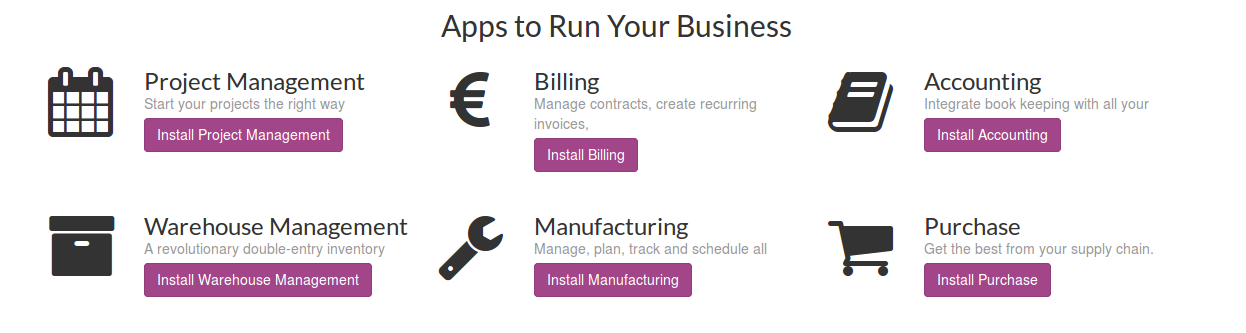 Apps to Run Your Business
Project Management
Start your projects the right way
Install Project Management
Billing
Manage contracts, create recurring
invoices,
Install Billing
Accounting
Integrate book keeping with all your
Install Accounting
Warehouse Management
A revolutionary double-entry inventory
Install Warehouse Management
Manufacturing
Manage, plan, track and schedule all
Install Manufacturing
Purchase
Get the best from your supply chain.
Install Purchase